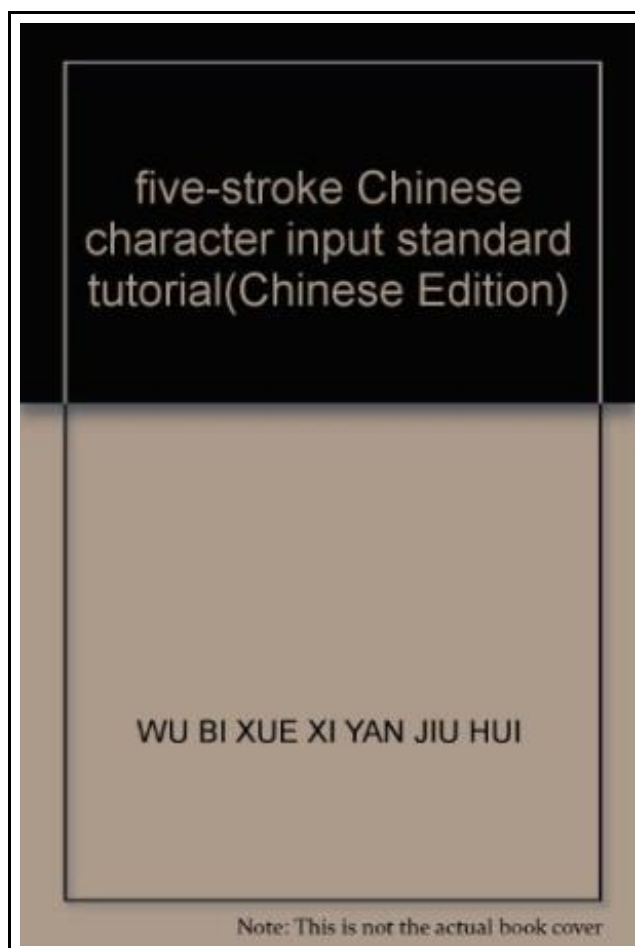 five-stroke Chinese
character input standard
tutorial(Chinese Edition)
WU BI XUE XI YAN JIU HUI
Note: This is not the actual book cover